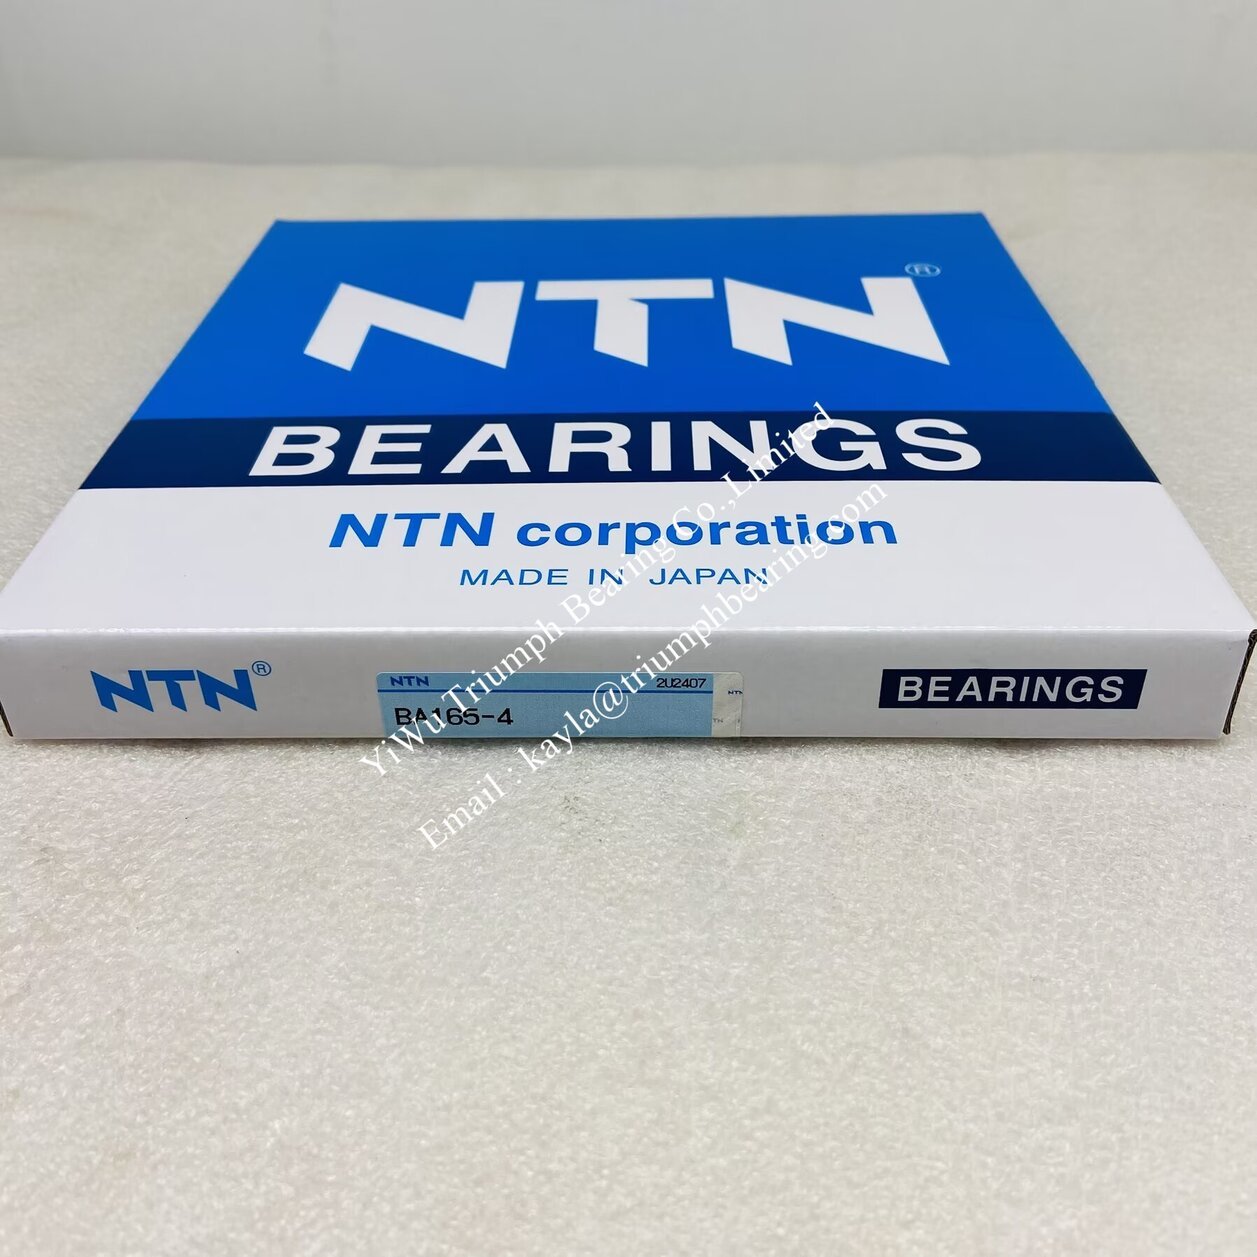 NTN®
BEARINGS
NTN corporation
MADE IN JAPAN
NTN®
NTN
2U2407
BA165-4
NTN
BEARINGS
YiWu Triumph Bearing Co.,Limited
Email : kayla@triumphbearing.com